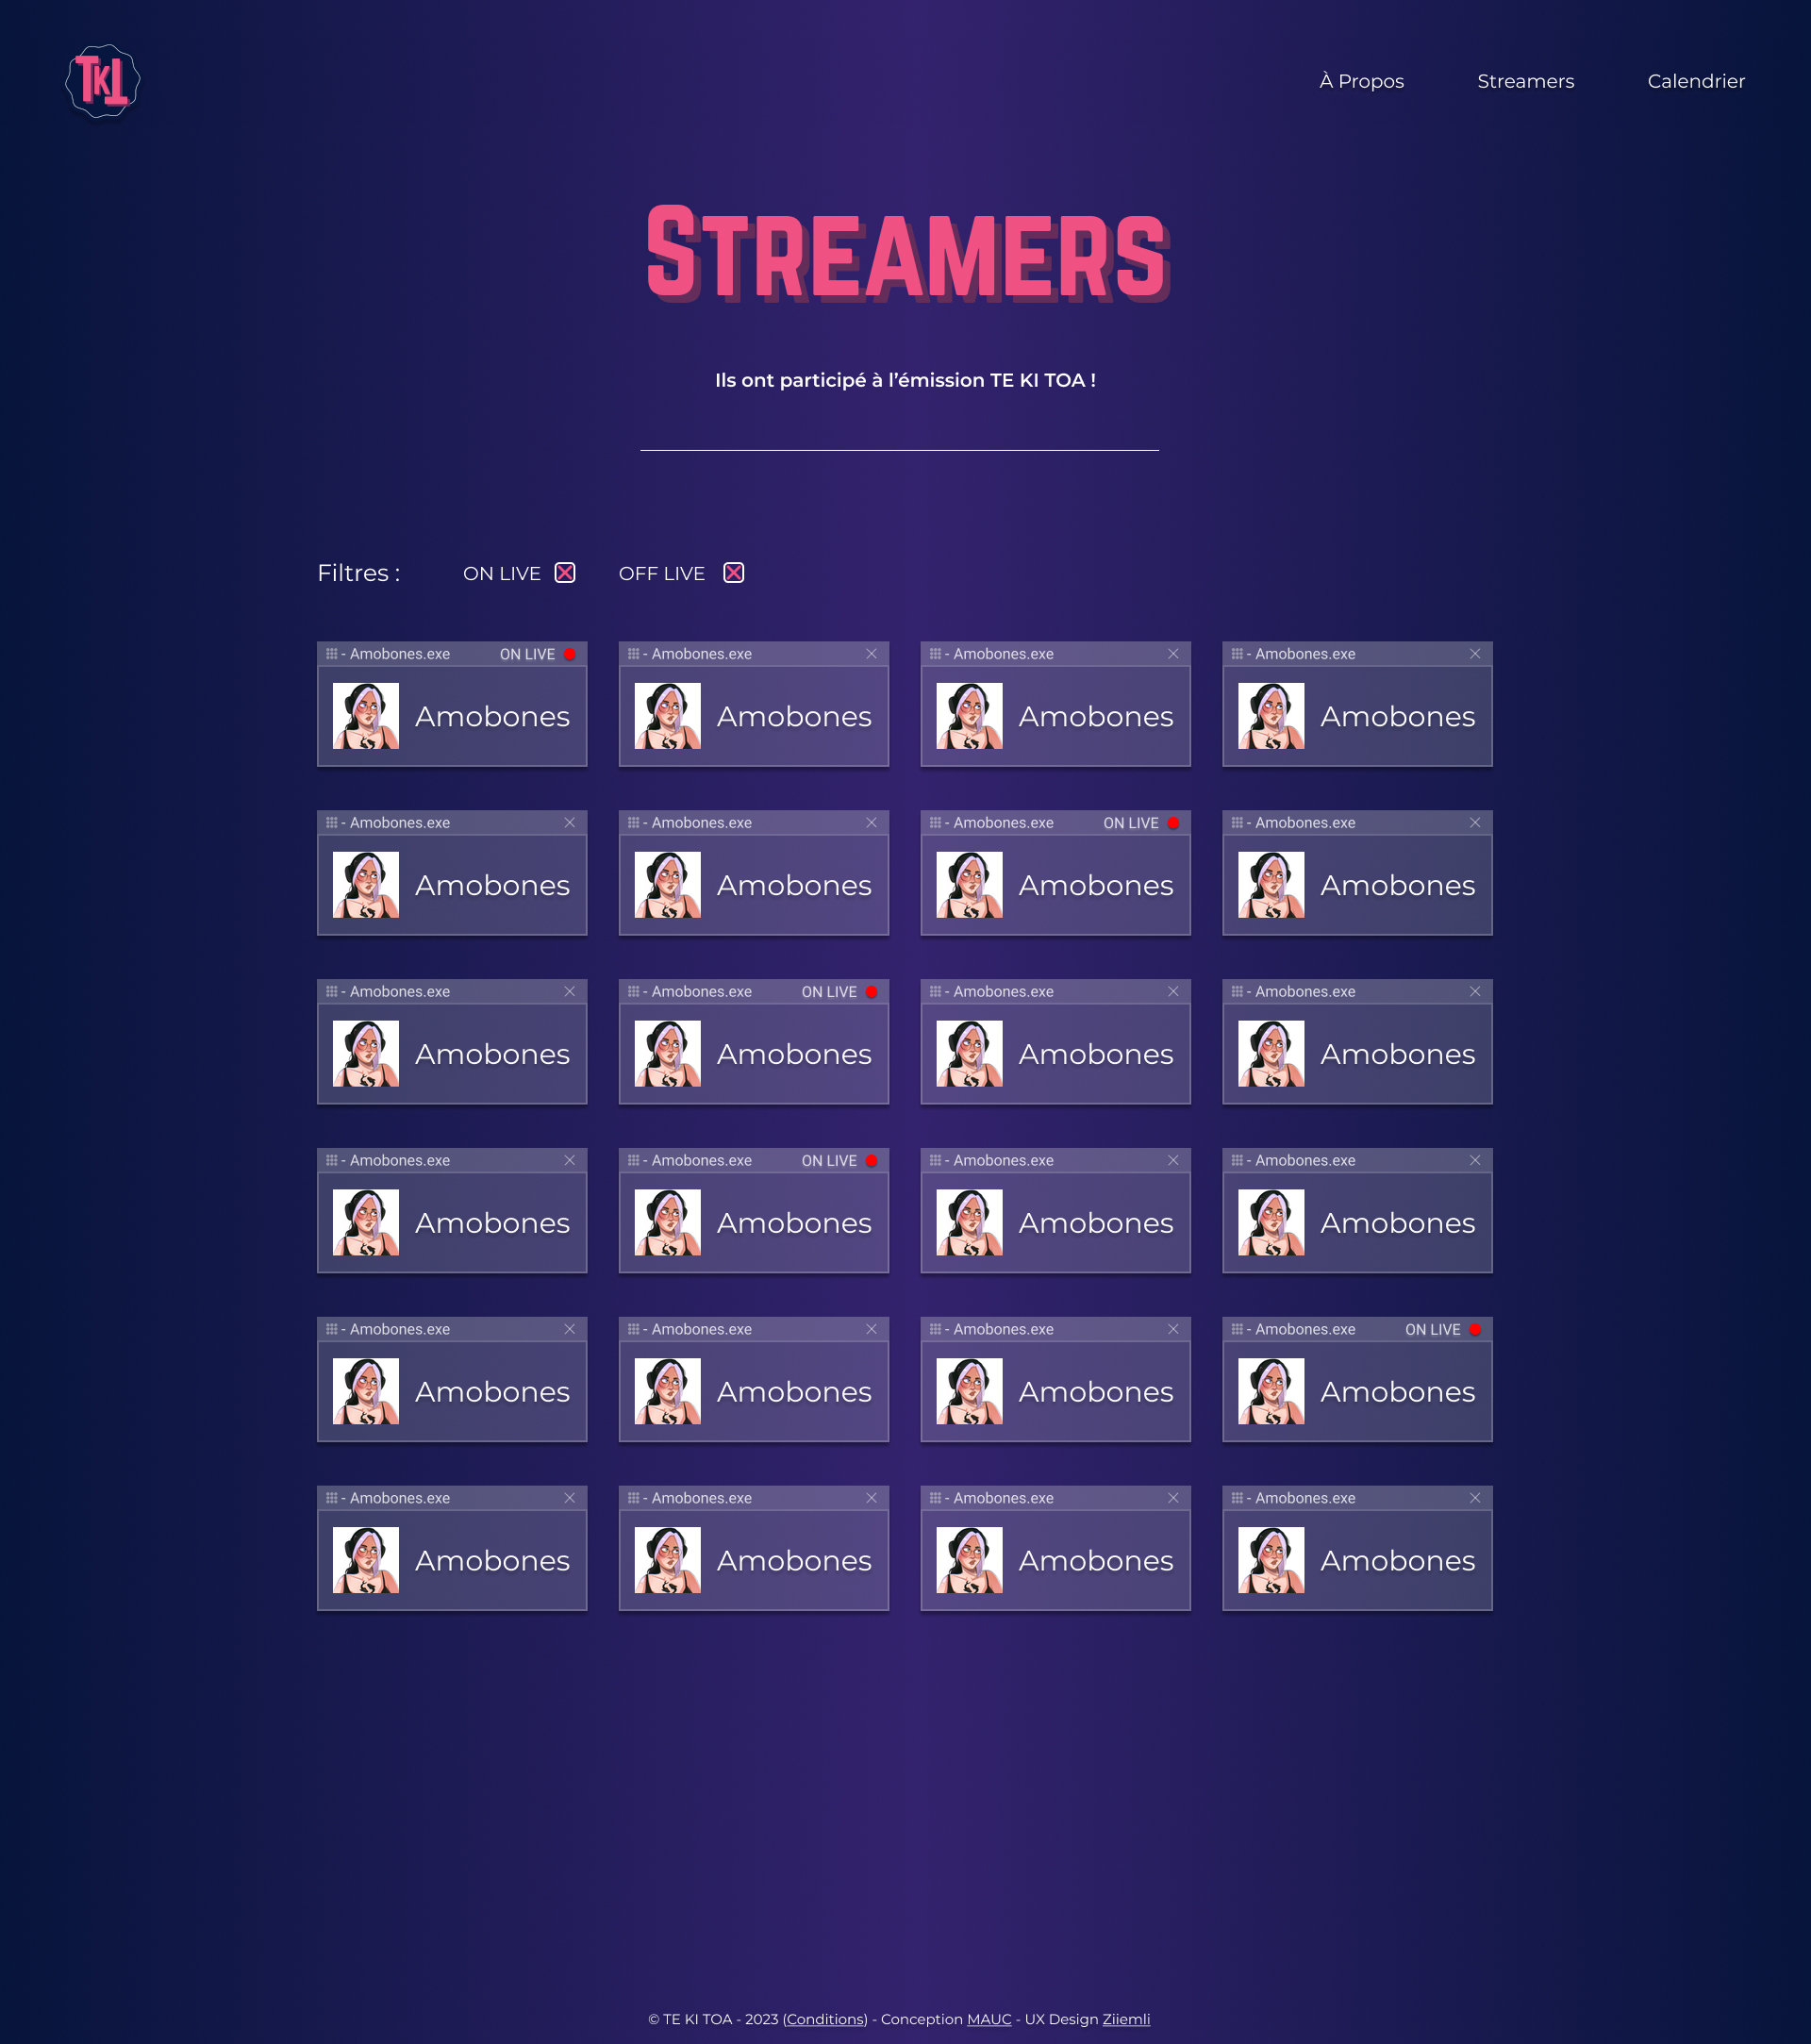 TKT
À Propos Streamers Calendrier
STREAMERS
Ils ont participé à l'émission TE KI TOA !
Filtres : ON LIVE OFF LIVE
- Amobones.exe ON LIVE - Amobones.exe - Amobones.exe - Amobones.exe
Amobones Amobones Amobones Amobones
- Amobones.exe - Amobones.exe - Amobones.exe ON LIVE - Amobones.exe
Amobones Amobones Amobones Amobones
- Amobones.exe - Amobones.exe ON LIVE - Amobones.exe - Amobones.exe
Amobones Amobones Amobones Amobones
- Amobones.exe - Amobones.exe ON LIVE - Amobones.exe - Amobones.exe
Amobones Amobones Amobones Amobones
- Amobones.exe - Amobones.exe - Amobones.exe - Amobones.exe ON LIVE
Amobones Amobones Amobones Amobones
- Amobones.exe - Amobones.exe - Amobones.exe - Amobones.exe
Amobones Amobones Amobones Amobones
© TE KI TOA - 2023 (Conditions) - Conception MAUC - UX Design Ziiemli